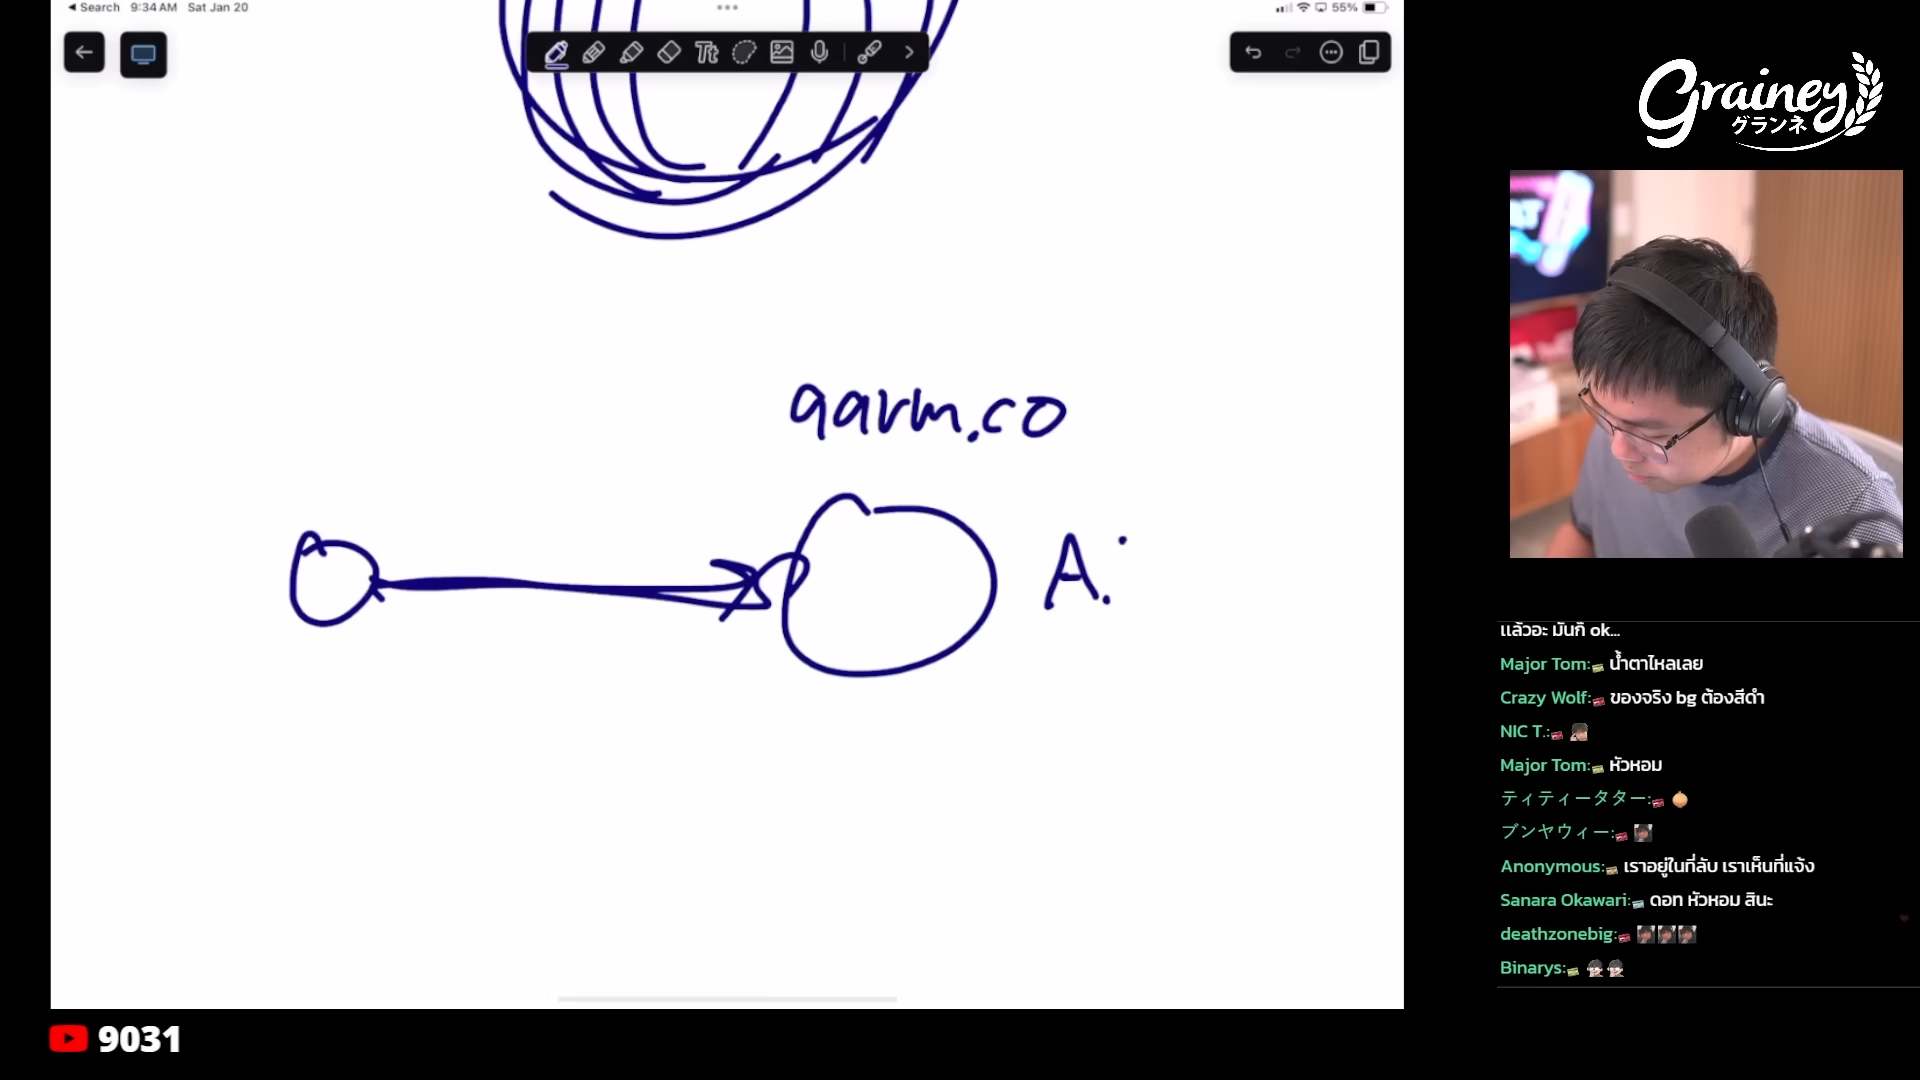 Search 9:34 AM Sat Jan 20
55%
Tt
Grainey
グランネ
qarm.co
A:
แล้วอะ มันก็ ok...
Major Tom: น้ำตาไหลเลย
Crazy Wolf: ของจริง bg ต้องสีดำ
NIC T.:
Major Tom: หัวหอม
ティティータター:
ブンヤウィー:
Anonymous: เราอยู่ในที่ลับ เราเห็นที่แจ้ง
Sanara Okawari: ดอท หัวหอม สินะ
deathzonebig:
Binarys:
9031